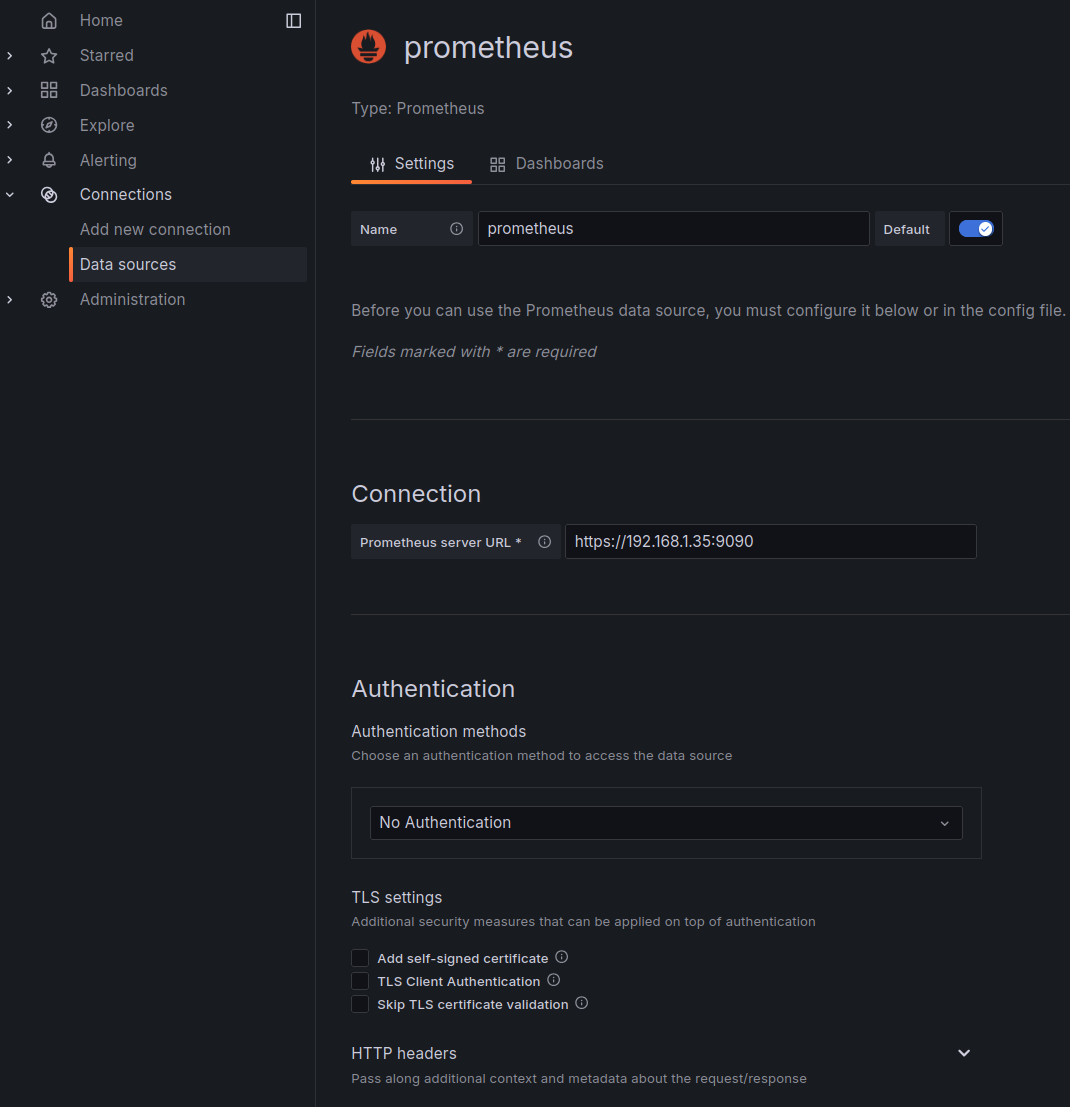 Home
Starred
Dashboards
Explore
Alerting
Connections
Add new connection
Data sources
Administration
prometheus
Type: Prometheus
Settings
Dashboards
Name
prometheus
Default
Before you can use the Prometheus data source, you must configure it below or in the config file.
Fields marked with * are required
Connection
Prometheus server URL *
https://192.168.1.35:9090
Authentication
Authentication methods
Choose an authentication method to access the data source
No Authentication
TLS settings
Additional security measures that can be applied on top of authentication
Add self-signed certificate
TLS Client Authentication
Skip TLS certificate validation
HTTP headers
Pass along additional context and metadata about the request/response